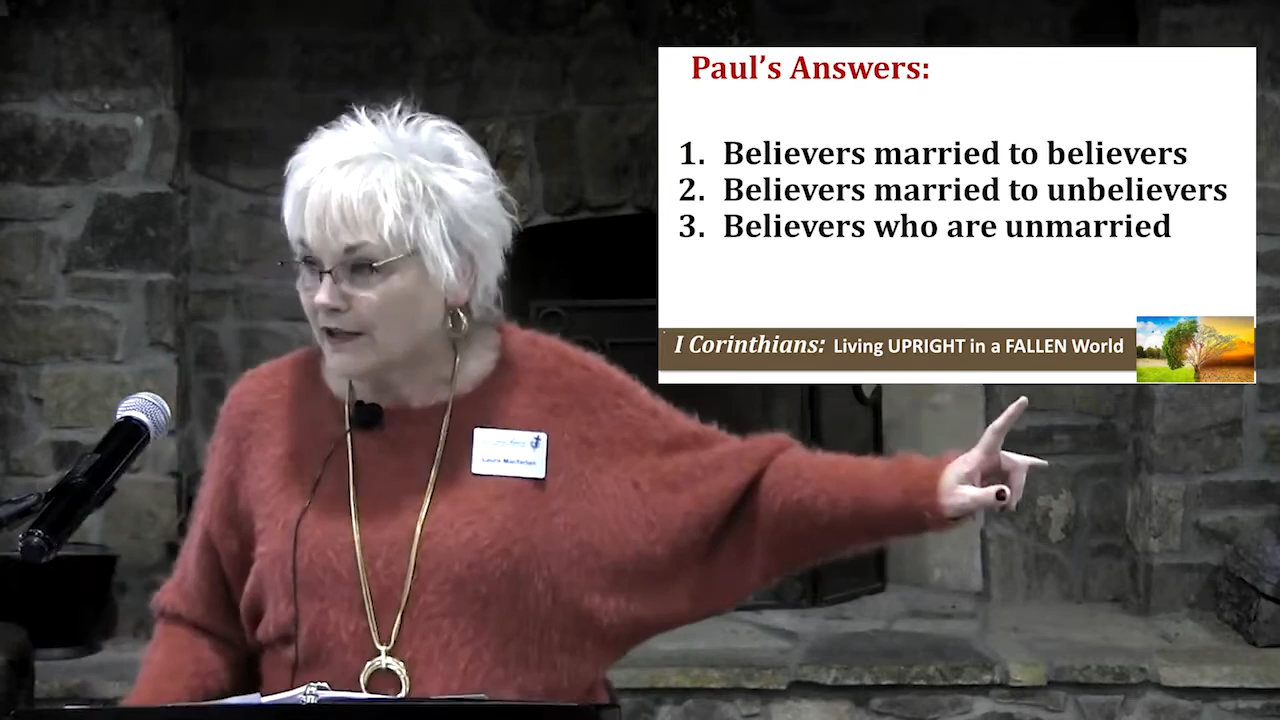 Paul’s Answers:
1. Believers married to believers
2. Believers married to unbelievers
3. Believers who are unmarried
I Corinthians: Living UPRIGHT in a FALLEN World